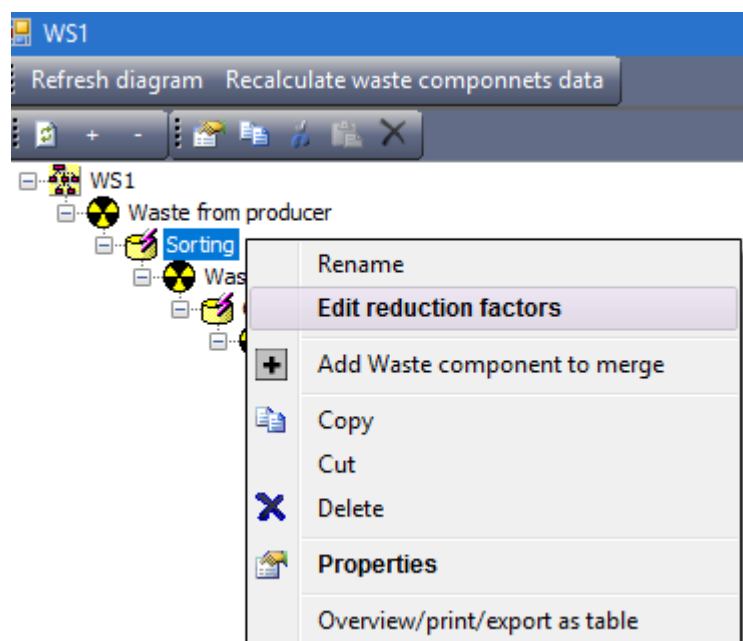 WS1
Refresh diagram Recalculate waste componnets data
+ -
WS1
Waste from producer
Sorting
Was
Rename
Edit reduction factors
Add Waste component to merge
Copy
Cut
Delete
Properties
Overview/print/export as table